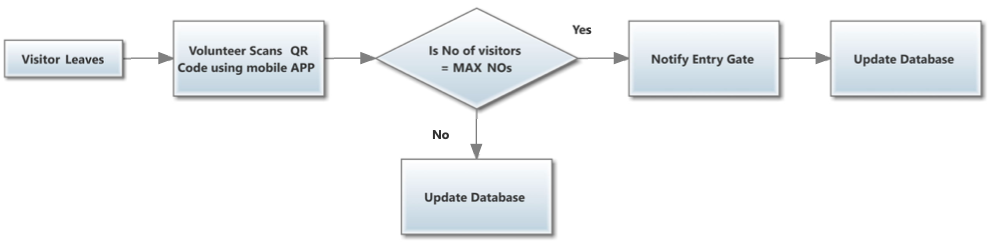 Visitor Leaves
Volunteer Scans QR
Code using mobile APP
Is No of visitors
= MAX NOs
Yes
Notify Entry Gate
Update Database
No
Update Database